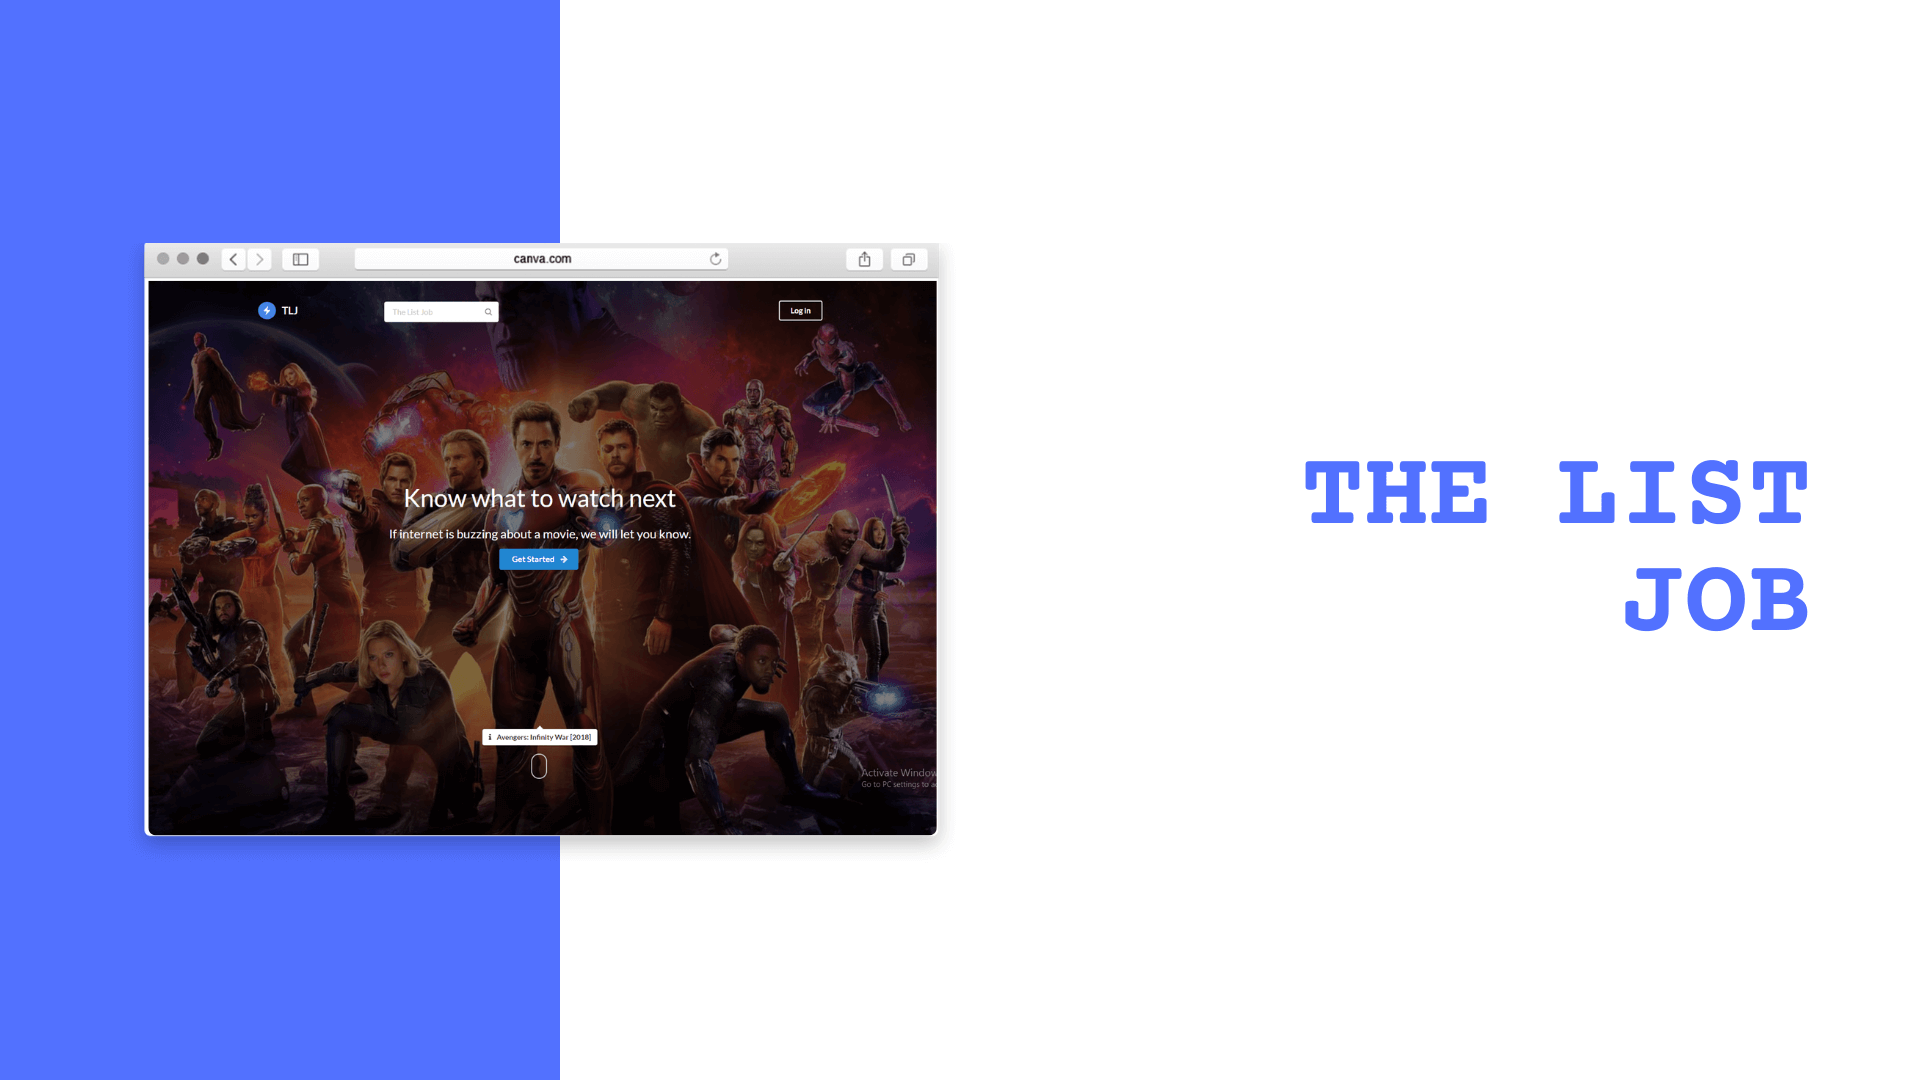 canva.com
TLJ
The List Job
Log in
Know what to watch next
If internet is buzzing about a movie, we will let you know.
Get Started
Avengers: Infinity War [2018]
Activate Window
Go to PC settings to a
THE LIST
JOB